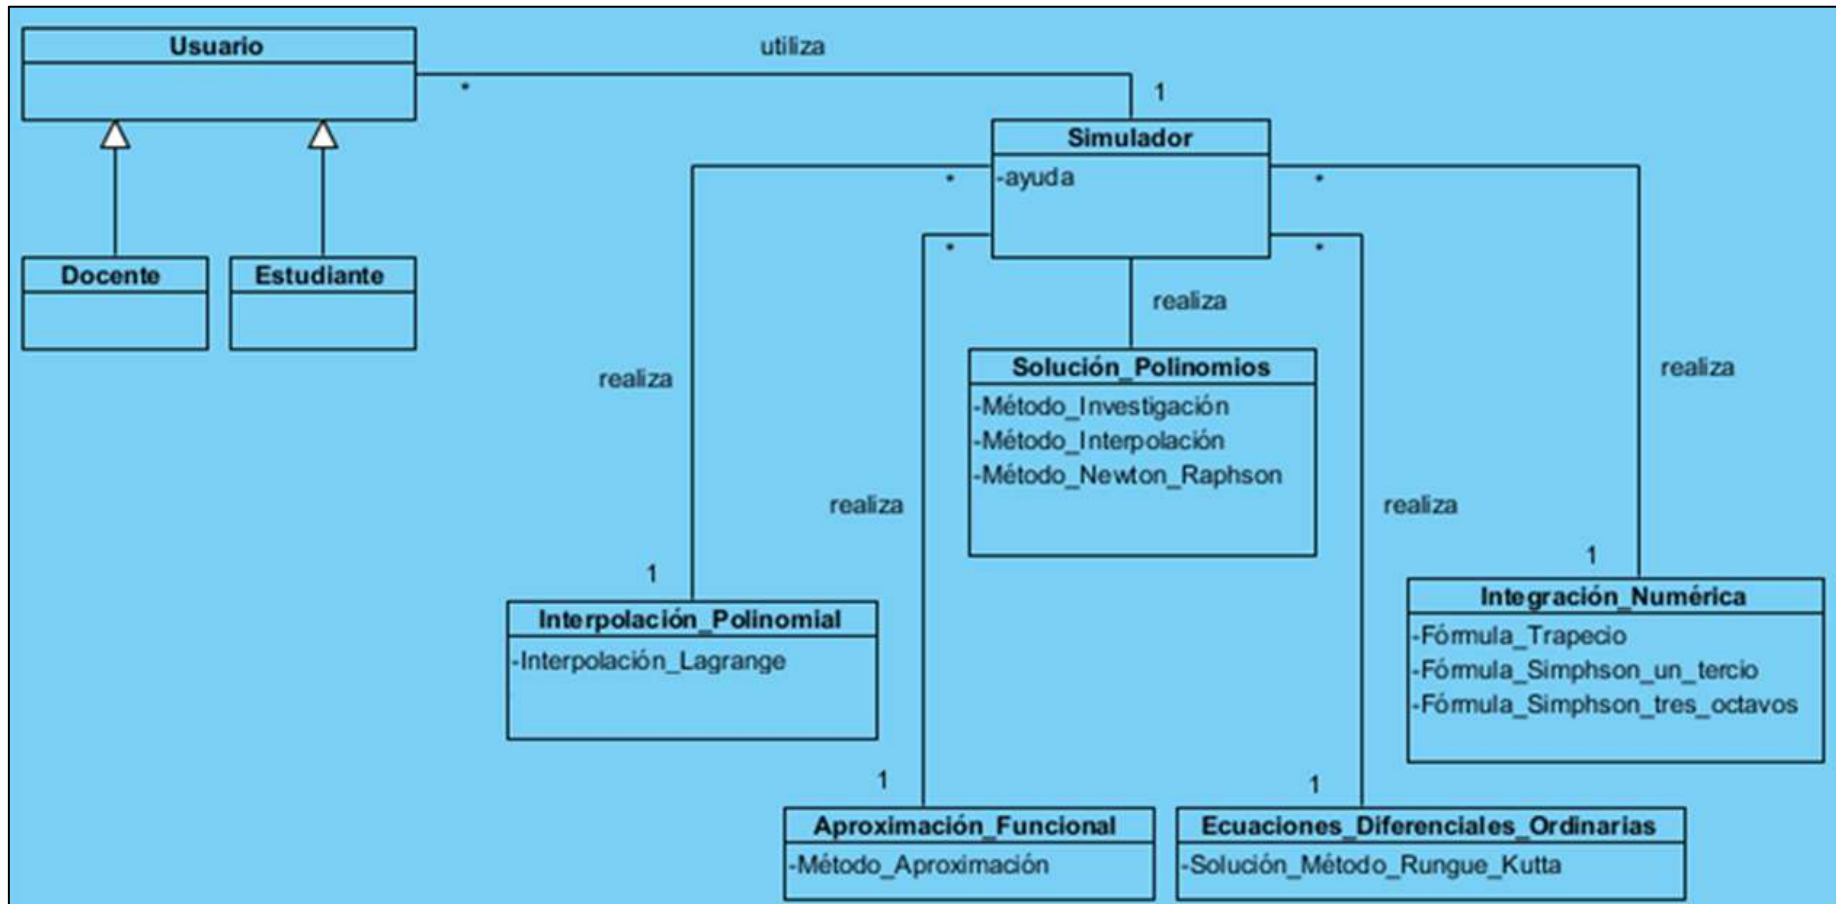 Usuario
utiliza
*
1
Simulador
-ayuda
*
*
*
*
Docente
Estudiante
realiza
Solución_Polinomios
-Método_Investigación
-Método_Interpolación
-Método_Newton_Raphson
realiza
realiza
realiza
realiza
1
Interpolación_Polinomial
-Interpolación_Lagrange
1
Integración_Numérica
-Fórmula_Trapecio
-Fórmula_Simphson_un_tercio
-Fórmula_Simphson_tres_octavos
1
Aproximación_Funcional
-Método_Aproximación
1
Ecuaciones_Diferenciales_Ordinarias
-Solución_Método_Rungue_Kutta